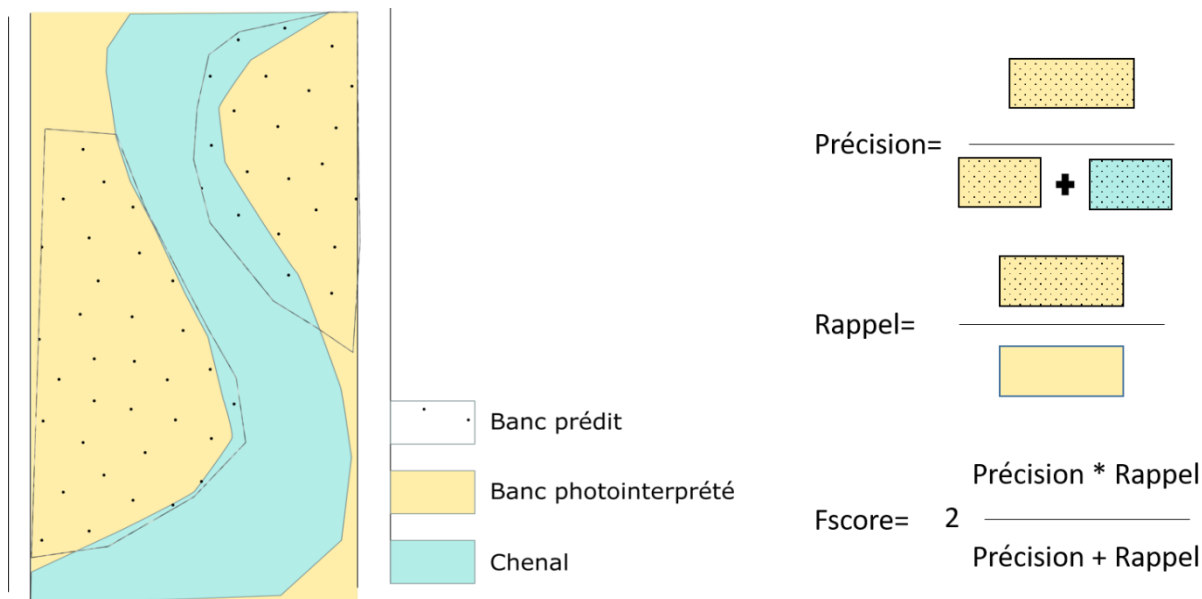 Banc prédit
Banc photointerprété
Chenal
Précision=
Rappel=
Précision * Rappel
Fscore= 2
Précision + Rappel